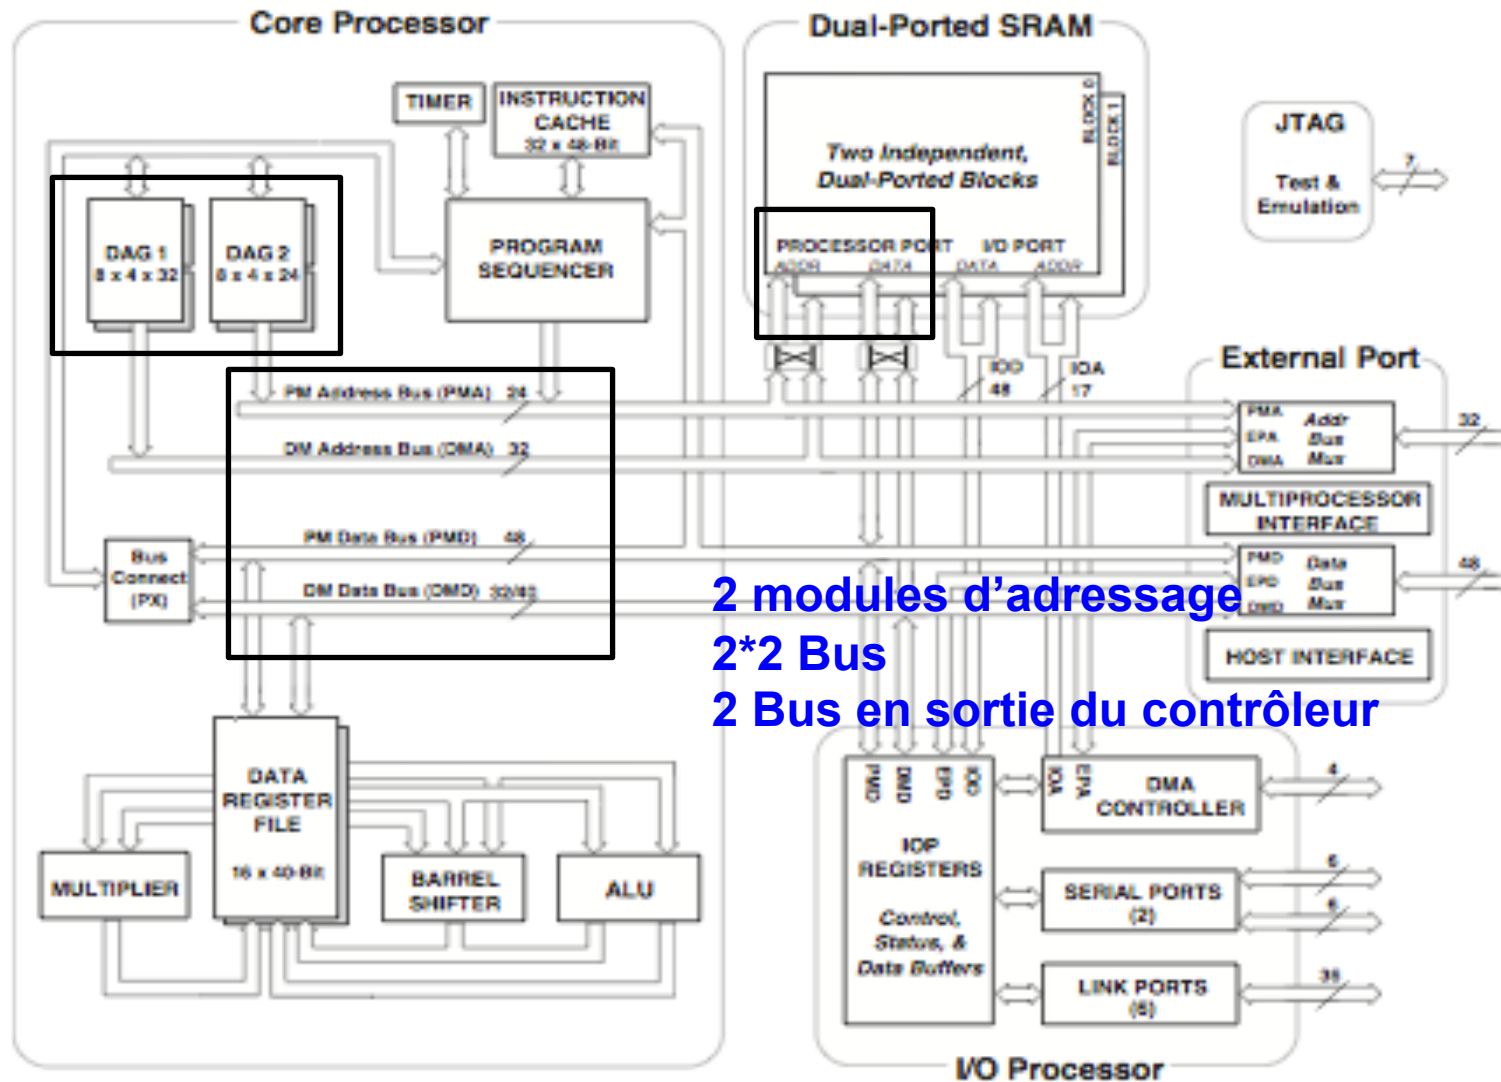 Core Processor
TIMER
INSTRUCTION
CACHE
32 x 48-Bit
DAG 1
8 x 4 x 32
DAG 2
8 x 4 x 24
PROGRAM
SEQUENCER
PM Address Bus (PMA) 24
DM Address Bus (DMA) 32
PM Data Bus (PMD) 48
DM Data Bus (DMD) 32/40
Bus
Connect
(PX)
DATA
REGISTER
FILE
16 x 40-Bit
MULTIPLIER
BARREL
SHIFTER
ALU
Dual-Ported SRAM
Two Independent,
Dual-Ported Blocks
BLOCK 0
BLOCK 1
PROCESSOR PORT
I/O PORT
ADDR
DATA
DATA
ADDR
IOD
48
IOA
17
JTAG
Test &
Emulation
7
External Port
PMA
EPA
DMA
Addr
Bus
Mux
32
MULTIPROCESSOR
INTERFACE
PMD
EPD
DMD
Data
Bus
Mux
48
HOST INTERFACE
2 modules d’adressage
2*2 Bus
2 Bus en sortie du contrôleur
PMD
DMD
EPD
IOD
IOA
EPA
IOP
REGISTERS
Control,
Status, &
Data Buffers
DMA
CONTROLLER
4
SERIAL PORTS
(2)
6
6
LINK PORTS
(6)
36
I/O Processor